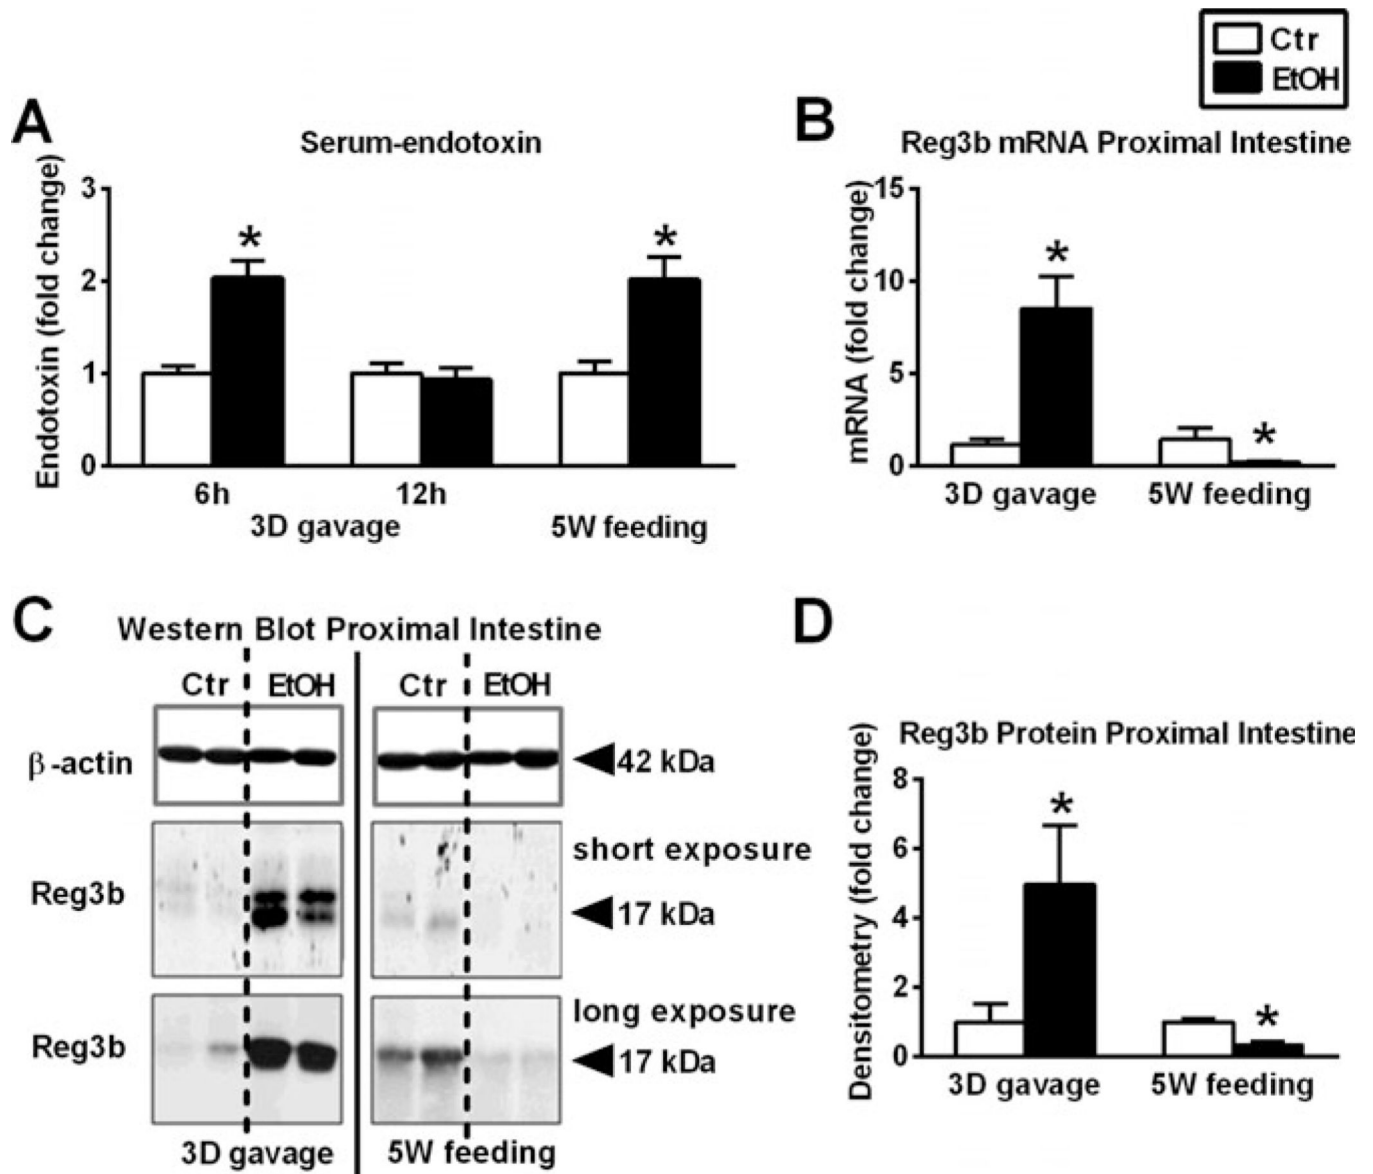 Ctr
EtOH
A
Serum-endotoxin
Endotoxin (fold change)
3
2
1
0
*
*
6h
12h
3D gavage
5W feeding
B
Reg3b mRNA Proximal Intestine
mRNA (fold change)
15
10
5
0
*
*
3D gavage
5W feeding
C
Western Blot Proximal Intestine
Ctr
EtOH
Ctr
EtOH
β-actin
42 kDa
short exposure
Reg3b
17 kDa
long exposure
Reg3b
17 kDa
3D gavage
5W feeding
D
Reg3b Protein Proximal Intestine
Densitometry (fold change)
8
6
4
2
0
*
*
3D gavage
5W feeding